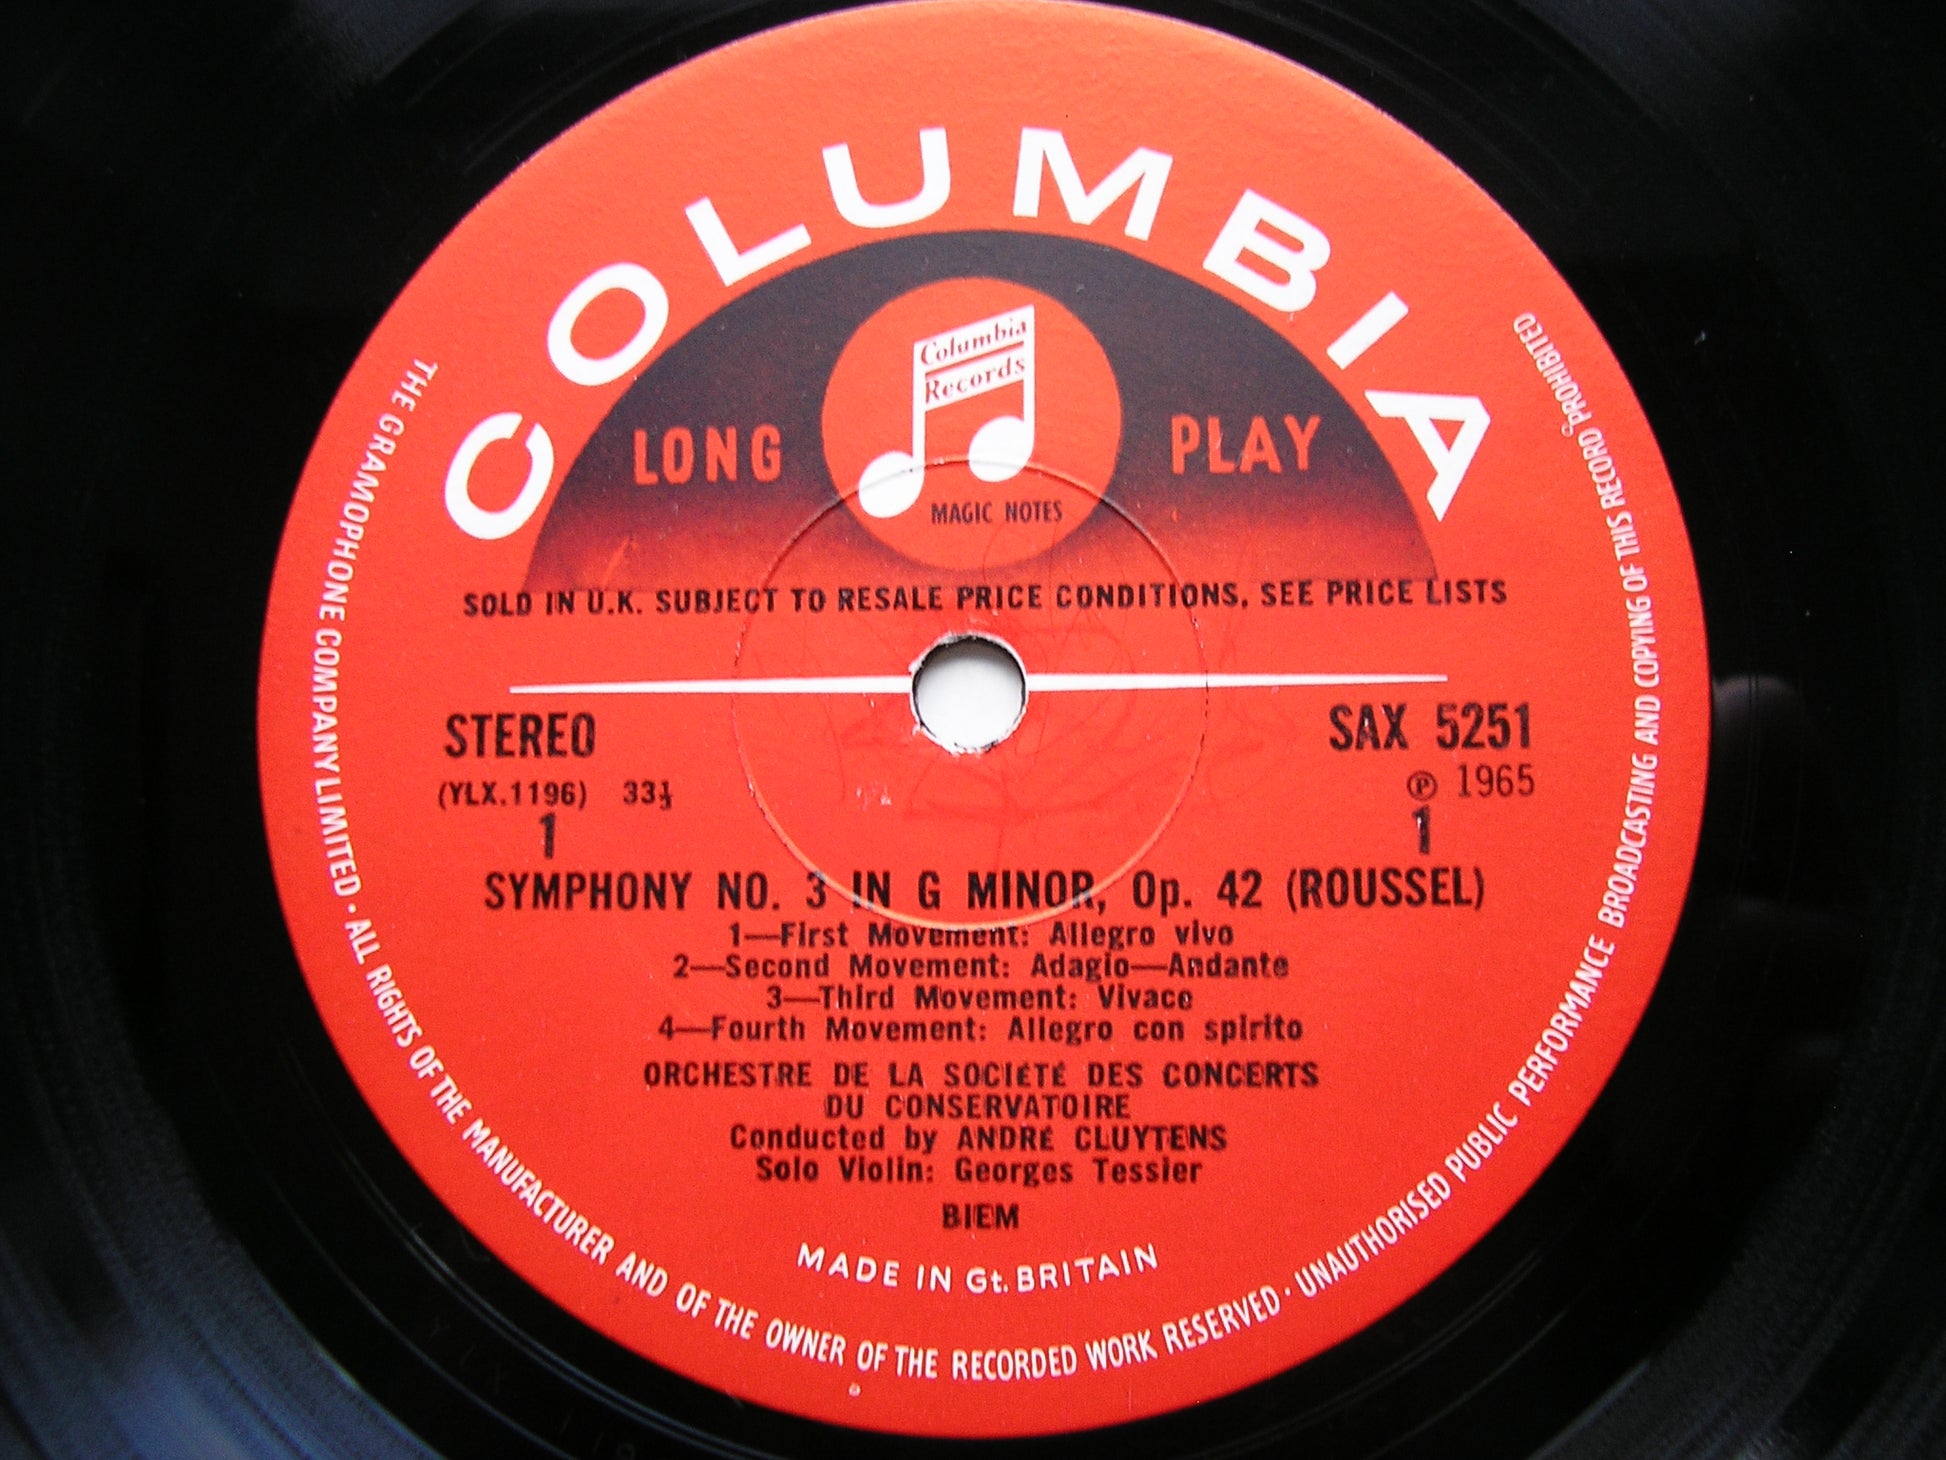 COLUMBIA
Columbia
Records
LONG PLAY
MAGIC NOTES
SOLD IN U.K. SUBJECT TO RESALE PRICE CONDITIONS, SEE PRICE LISTS
STEREO SAX 5251
(YLX.1196) 33⅓ ℗ 1965
1 1
SYMPHONY NO. 3 IN G MINOR, Op. 42 (ROUSSEL)
1—First Movement: Allegro vivo
2—Second Movement: Adagio—Andante
3—Third Movement: Vivace
4—Fourth Movement: Allegro con spirito
ORCHESTRE DE LA SOCIÉTÉ DES CONCERTS
DU CONSERVATOIRE
Conducted by ANDRÉ CLUYTENS
Solo Violin: Georges Tessier
BIEM
MADE IN Gt. BRITAIN
THE GRAMOPHONE COMPANY LIMITED · ALL RIGHTS OF THE MANUFACTURER AND OF THE OWNER OF THE RECORDED WORK RESERVED · UNAUTHORISED PUBLIC PERFORMANCE BROADCASTING AND COPYING OF THIS RECORD PROHIBITED